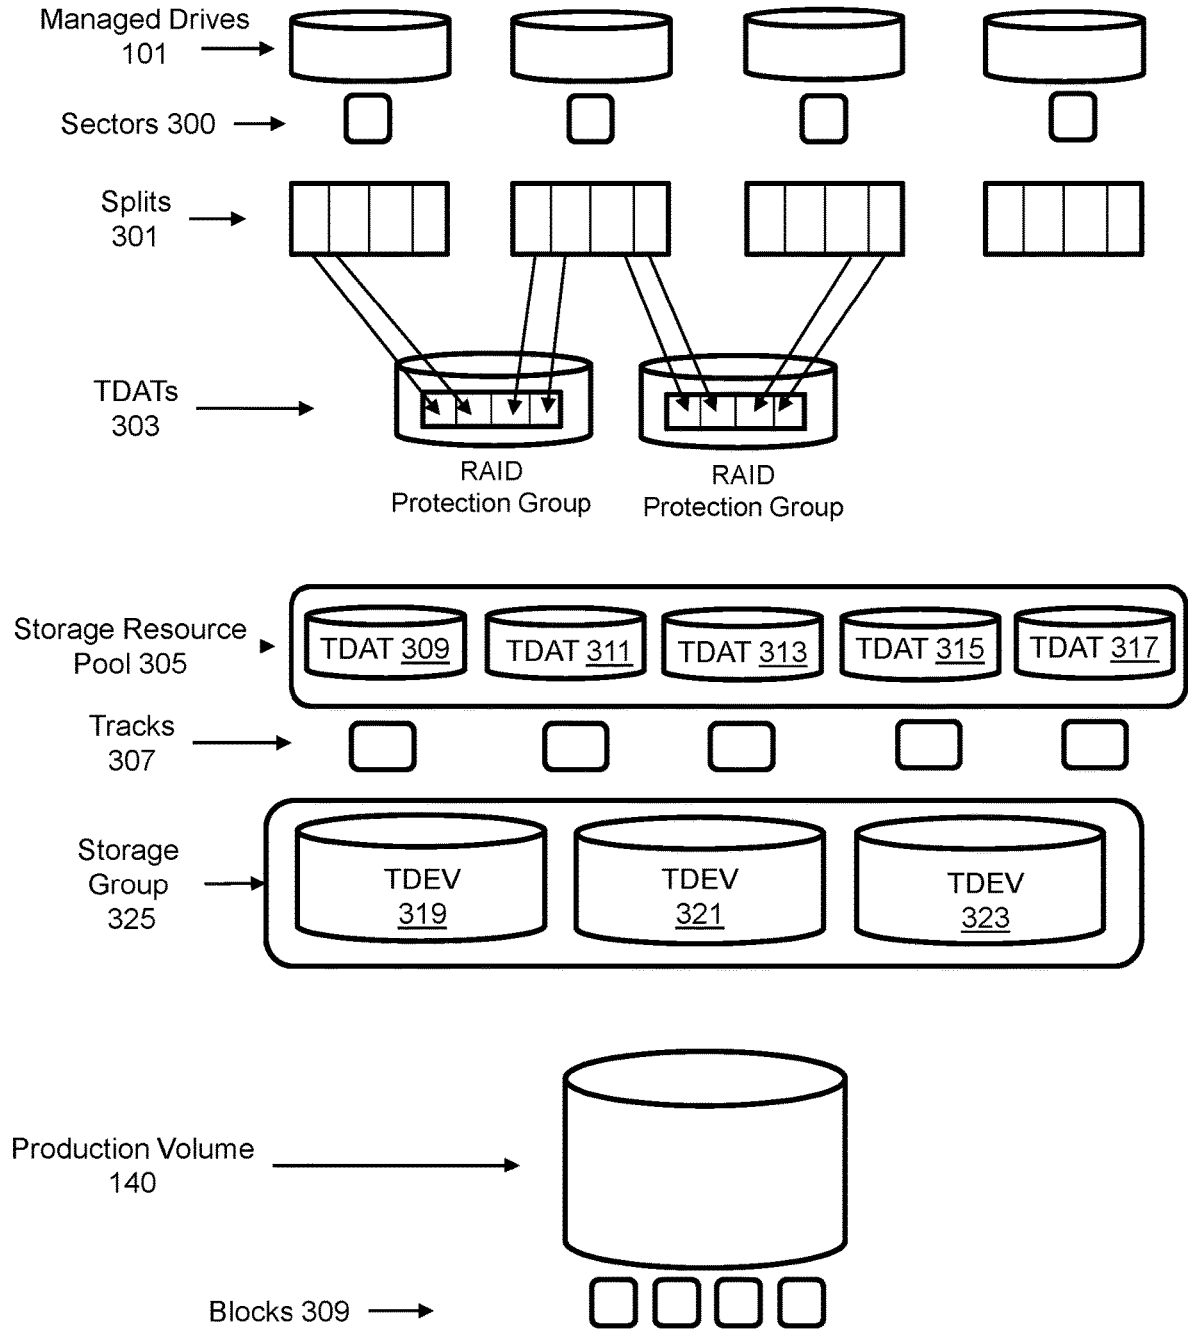 Managed Drives
101
Sectors 300
Splits
301
TDATs
303
RAID
Protection Group
RAID
Protection Group
Storage Resource
Pool 305
TDAT 309
TDAT 311
TDAT 313
TDAT 315
TDAT 317
Tracks
307
Storage
Group
325
TDEV
319
TDEV
321
TDEV
323
Production Volume
140
Blocks 309